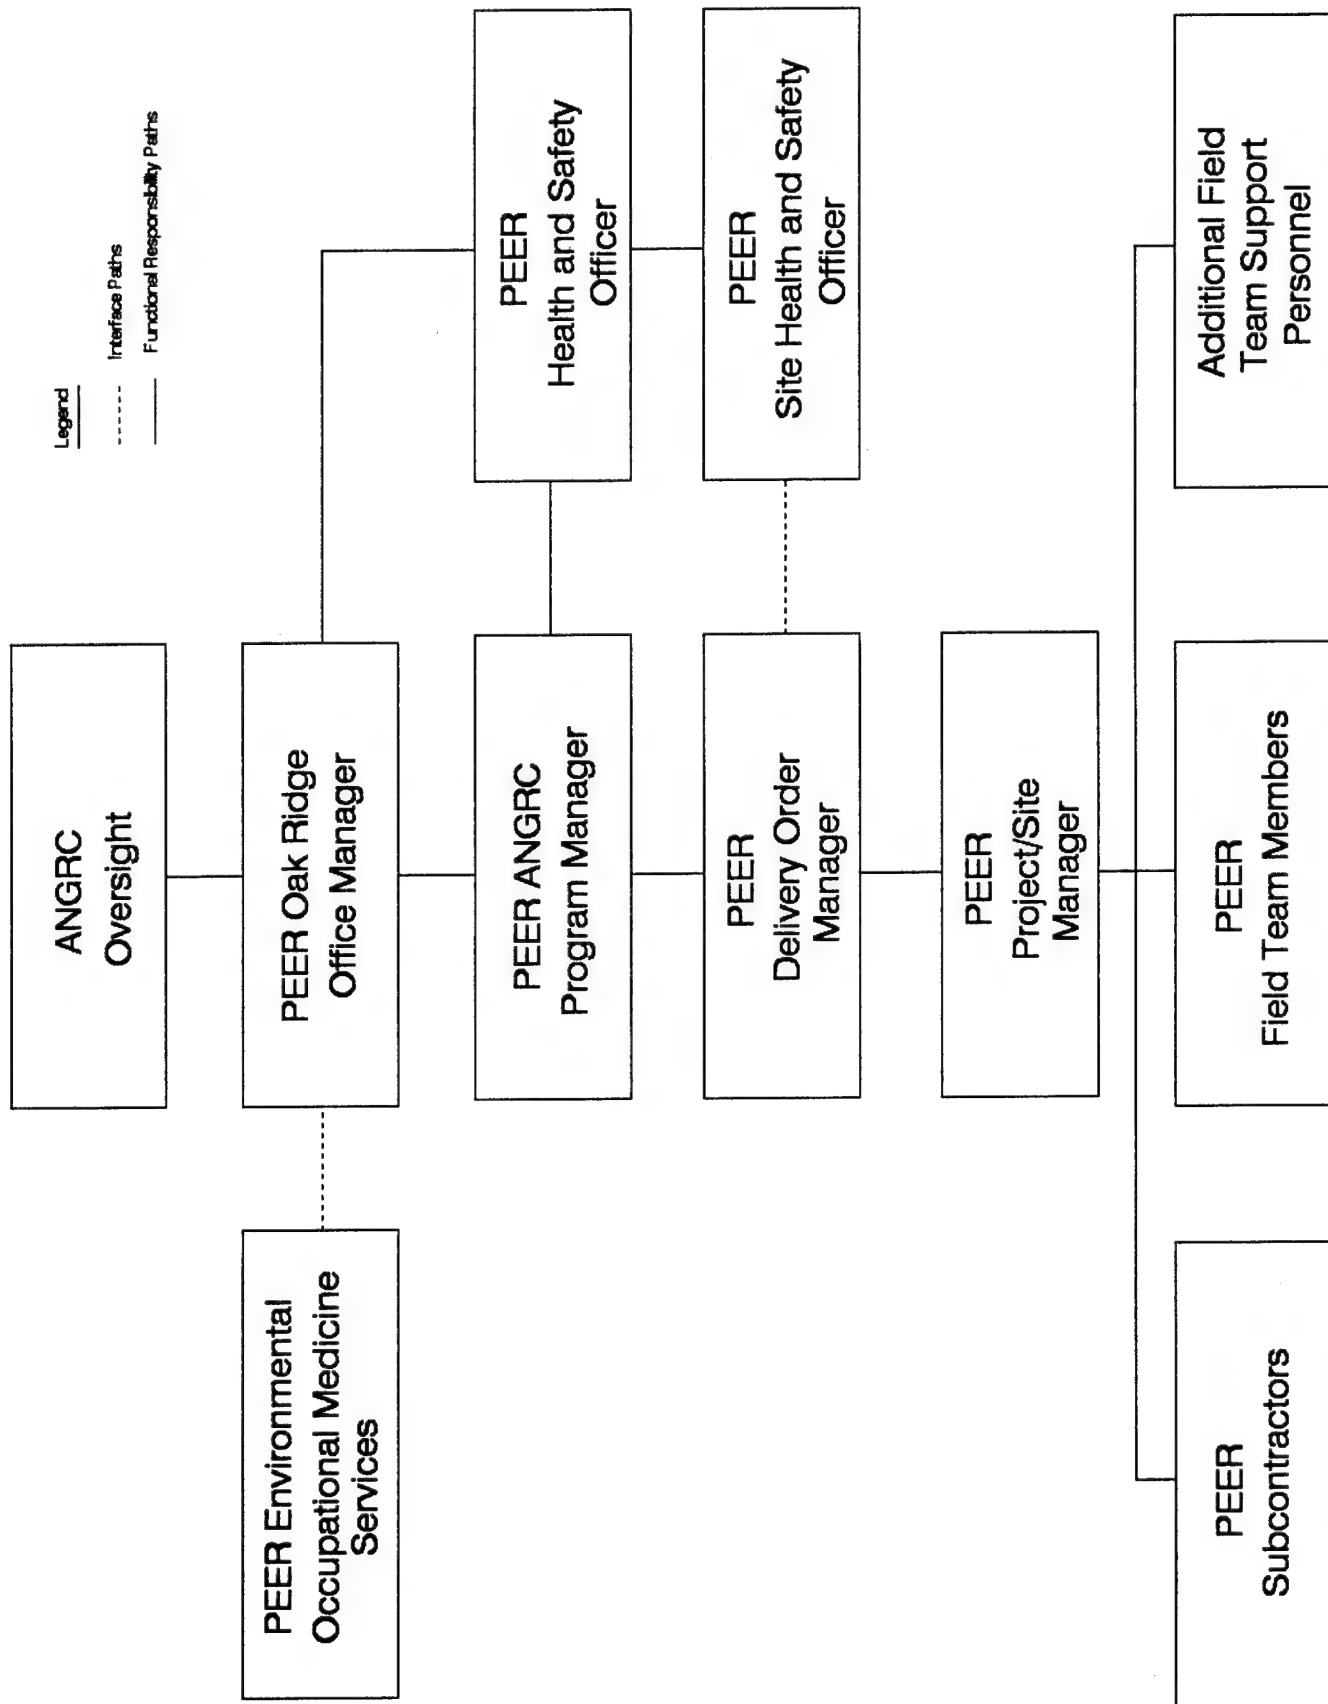 Legend
Interface Paths
Functional Responsibility Paths
ANGRC
Oversight
PEER Environmental
Occupational Medicine
Services
PEER Oak Ridge
Office Manager
PEER ANGRC
Program Manager
PEER
Health and Safety
Officer
PEER
Delivery Order
Manager
PEER
Site Health and Safety
Officer
PEER
Project/Site
Manager
PEER
Subcontractors
PEER
Field Team Members
Additional Field
Team Support
Personnel